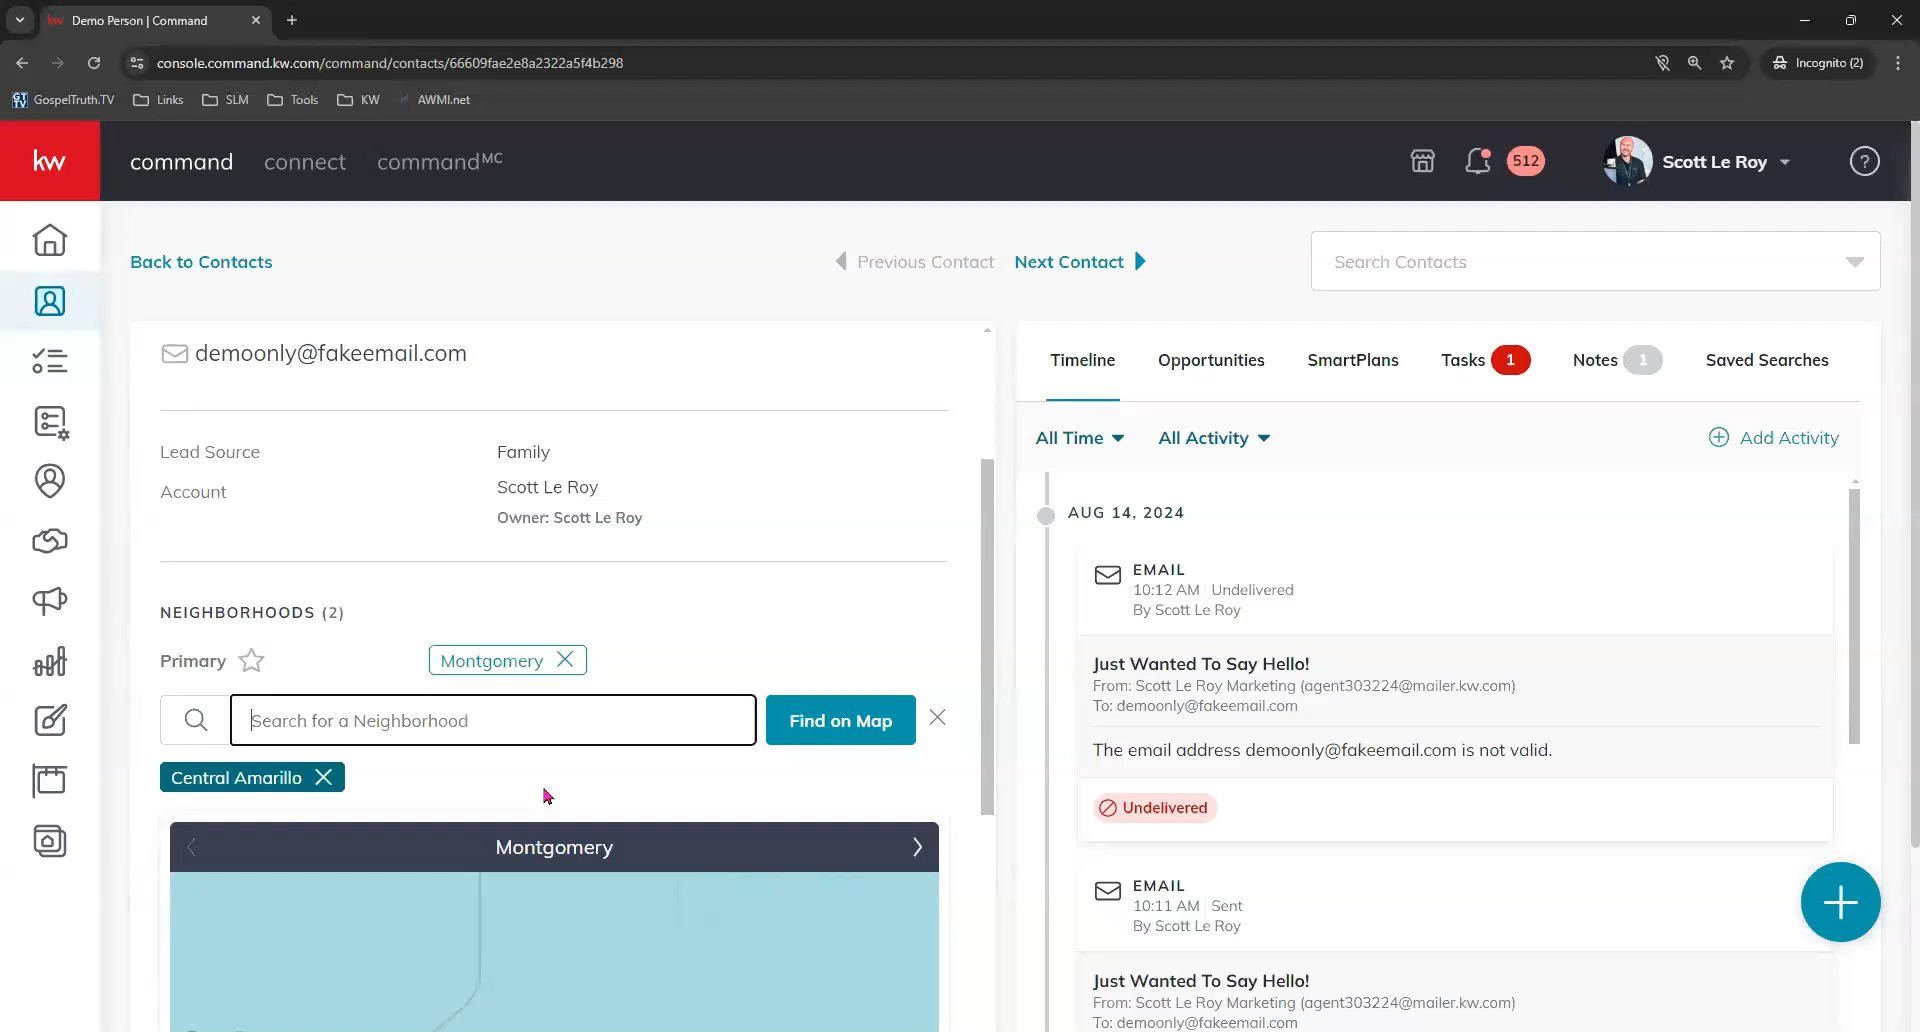 kw Demo Person | Command
console.command.kw.com/command/contacts/66609fae2e8a2322a5f4b298
Incognito (2)
GT TV GospelTruth.TV Links SLM Tools KW AWMI.net
kw command connect command MC
512 Scott Le Roy ?
Back to Contacts
Previous Contact Next Contact
Search Contacts
demoonly@fakeemail.com
Lead Source Family
Account Scott Le Roy
Owner: Scott Le Roy
NEIGHBORHOODS (2)
Primary Montgomery
Search for a Neighborhood Find on Map
Central Amarillo
Montgomery
Timeline Opportunities SmartPlans Tasks 1 Notes 1 Saved Searches
All Time All Activity Add Activity
AUG 14, 2024
EMAIL
10:12 AM Undelivered
By Scott Le Roy
Just Wanted To Say Hello!
From: Scott Le Roy Marketing (agent303224@mailer.kw.com)
To: demoonly@fakeemail.com
The email address demoonly@fakeemail.com is not valid.
Undelivered
EMAIL
10:11 AM Sent
By Scott Le Roy
Just Wanted To Say Hello!
From: Scott Le Roy Marketing (agent303224@mailer.kw.com)
To: demoonly@fakeemail.com